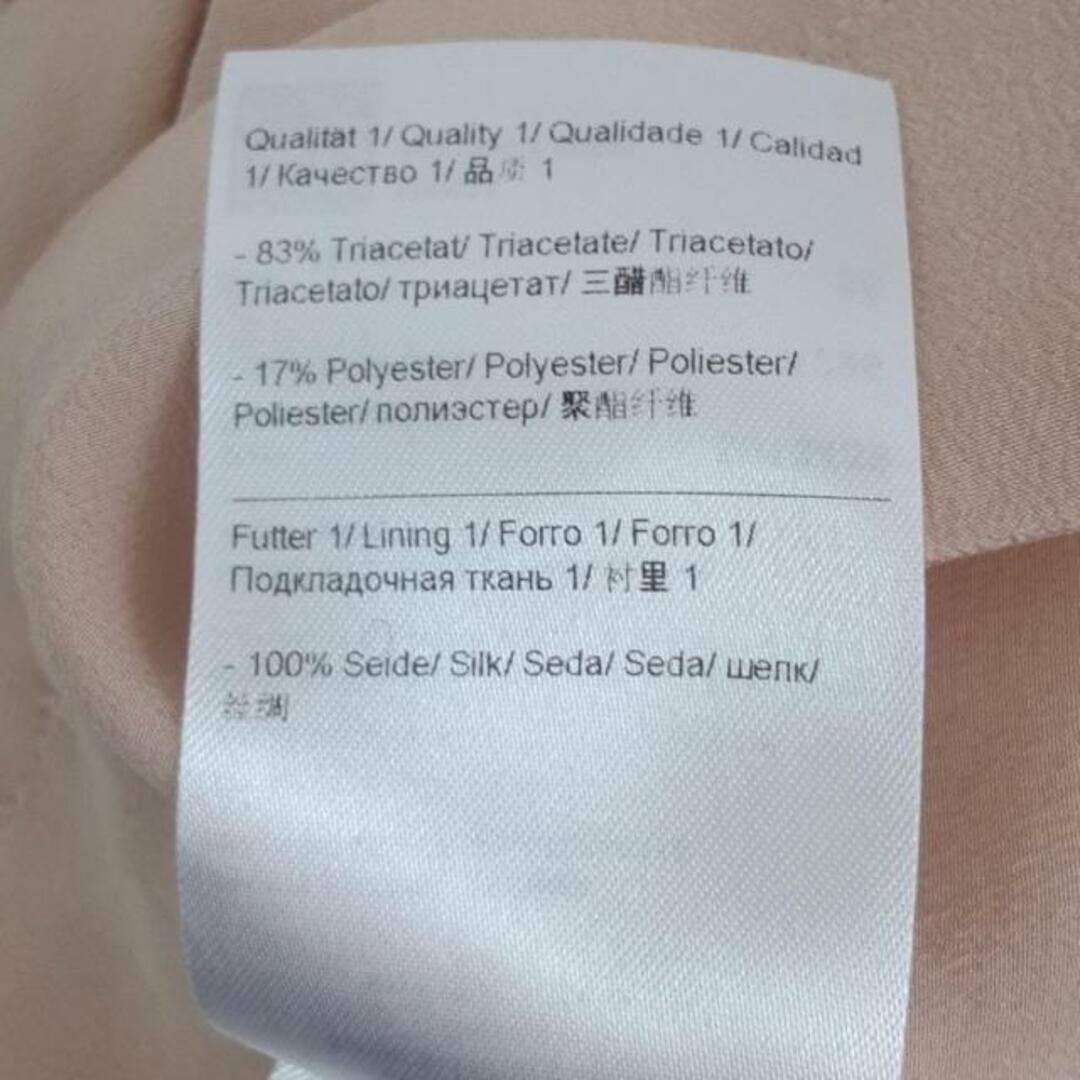 Qualität 1/ Quality 1/ Qualidade 1/ Calidad
1/ Качество 1/ 品质 1
- 83% Triacetat/ Triacetate/ Triacetato/
Triacetato/ триацетат/ 三醋酯纤维
- 17% Polyester/ Polyester/ Poliester/
Poliester/ полиэстер/ 聚酯纤维
Futter 1/ Lining 1/ Forro 1/ Forro 1/
Подкладочная ткань 1/ 衬里 1
- 100% Seide/ Silk/ Seda/ Seda/ шелк/
丝绸